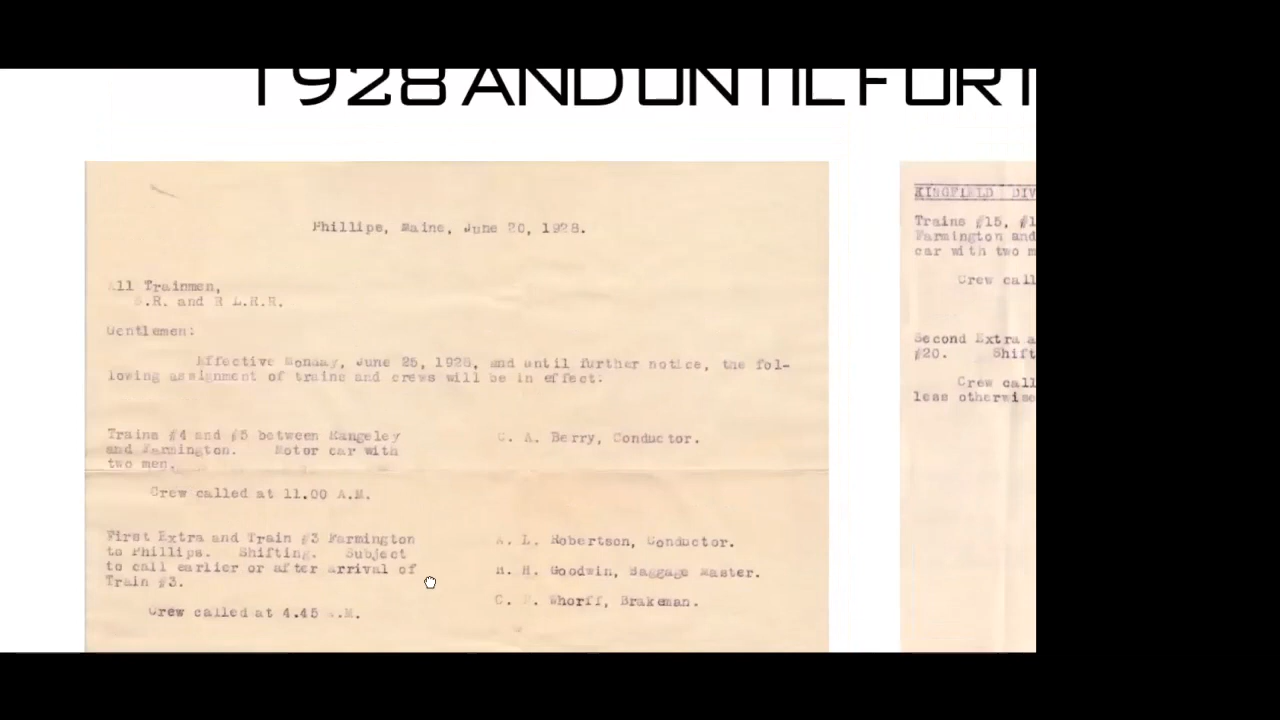 1928 AND UNTIL FURT
Phillips, Maine, June 20, 1928.
All Trainmen,
S.R. and R L.R.R.
Gentlemen:
Effective Monday, June 25, 1928, and until further notice, the fol-
lowing assignment of trains and crews will be in effect:
Trains #4 and #5 between Rangeley
and Farmington. Motor car with
two men.
Crew called at 11.00 A.M.
C. A. Berry, Conductor.
First Extra and Train #3 Farmington
to Phillips. Shifting. Subject
to call earlier or after arrival of
Train #3.
Crew called at 4.45 A.M.
L. Robertson, Conductor.
H. H. Goodwin, Baggage Master.
C. Whorff, Brakeman.
KINGFIELD DIV
Trains #15, #1
Farmington and
car with two m
Crew call
Second Extra a
#20. Shift
Crew call
less otherwise